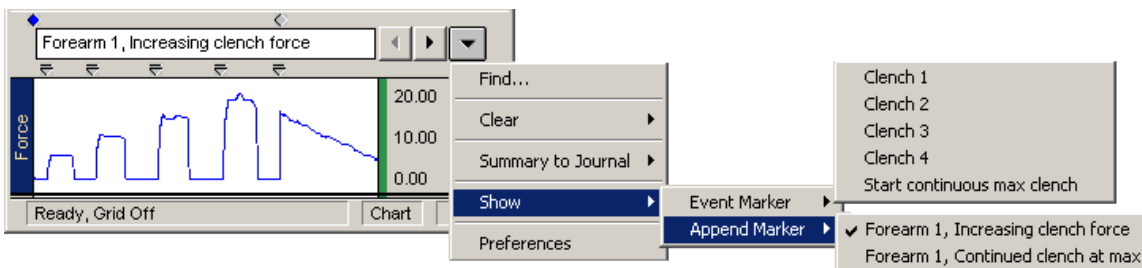 Forearm 1, Increasing clench force
Force
20.00
10.00
0.00
Ready, Grid Off
Chart
Find...
Clear
Summary to Journal
Show
Preferences
Event Marker
Append Marker
Clench 1
Clench 2
Clench 3
Clench 4
Start continuous max clench
Forearm 1, Increasing clench force
Forearm 1, Continued clench at max